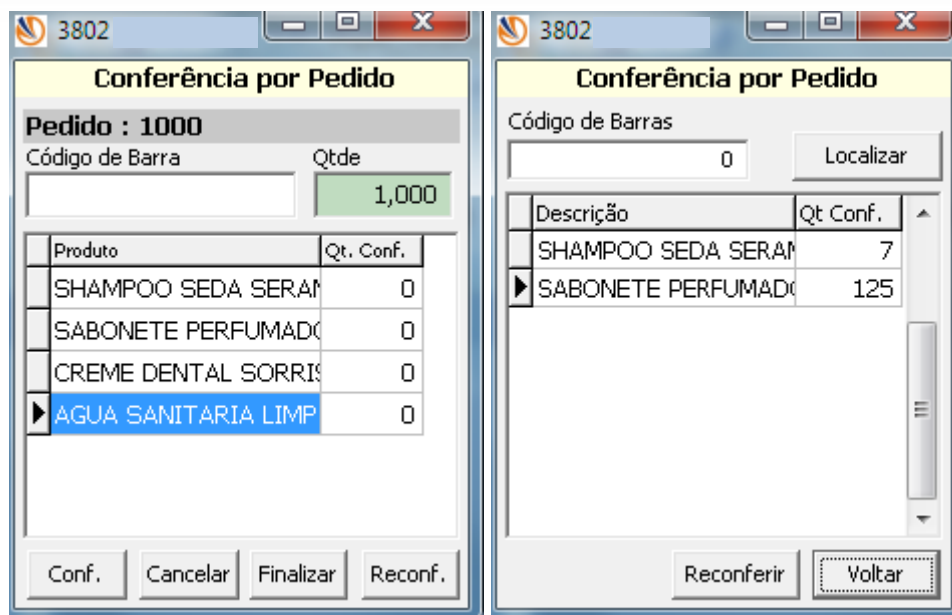 3802
Conferência por Pedido
Pedido : 1000
Código de Barra Qtde
1,000
Produto Qt. Conf.
SHAMPOO SEDA SERAM 0
SABONETE PERFUMADO 0
CREME DENTAL SORRIS 0
AGUA SANITARIA LIMP 0
Conf. Cancelar Finalizar Reconf.
3802
Conferência por Pedido
Código de Barras
0 Localizar
Descrição Qt Conf.
SHAMPOO SEDA SERAM 7
SABONETE PERFUMADO 125
Reconferir Voltar